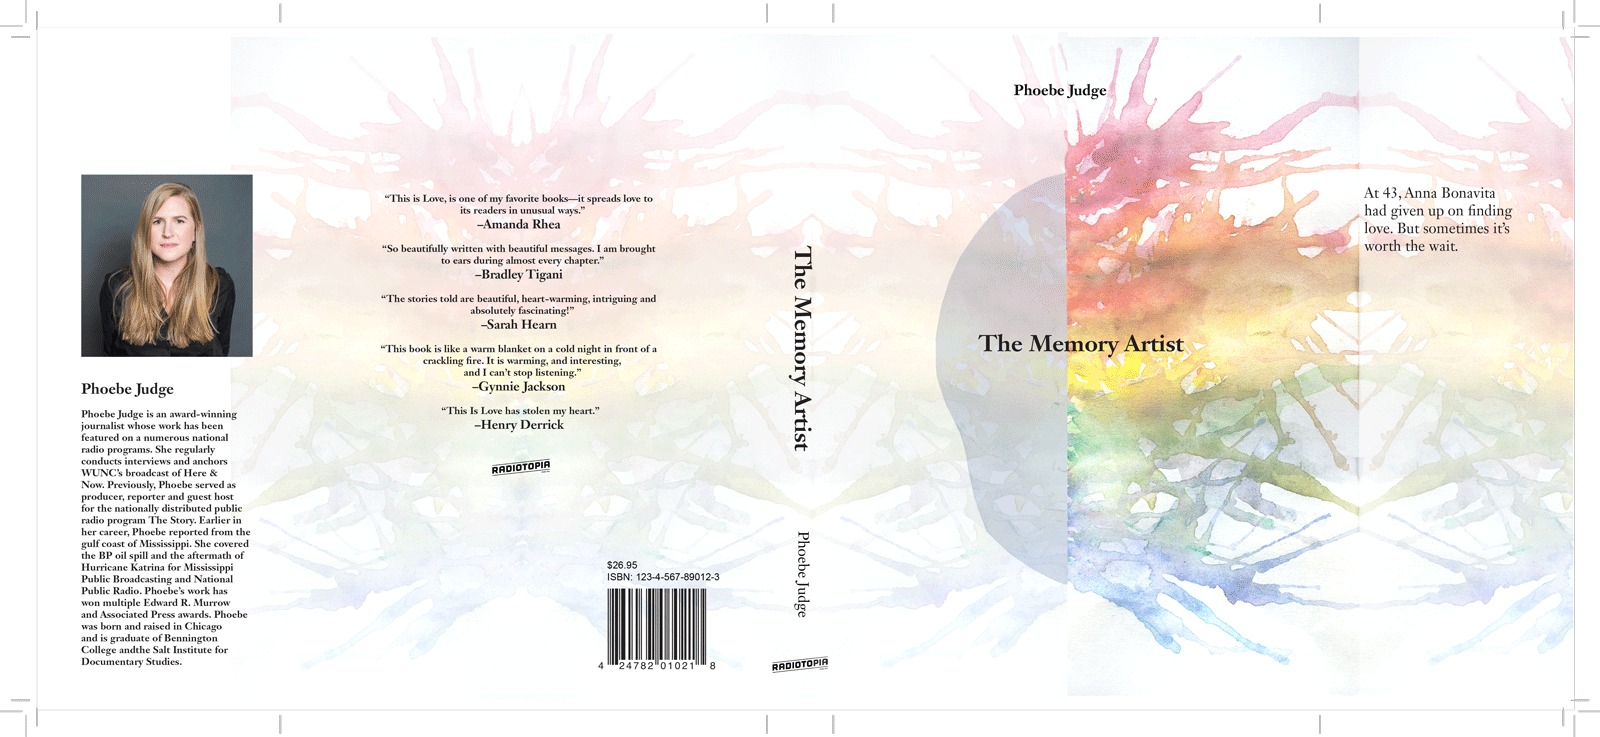 Phoebe Judge
Phoebe Judge is an award-winning
journalist whose work has been
featured on a numerous national
radio programs. She regularly
conducts interviews and anchors
WUNC's broadcast of Here &
Now. Previously, Phoebe served as
producer, reporter and guest host
for the nationally distributed public
radio program The Story. Earlier in
her career, Phoebe reported from the
gulf coast of Mississippi. She covered
the BP oil spill and the aftermath of
Hurricane Katrina for Mississippi
Public Broadcasting and National
Public Radio. Phoebe's work has
won multiple Edward R. Murrow
and Associated Press awards. Phoebe
was born and raised in Chicago
and is graduate of Bennington
College andthe Salt Institute for
Documentary Studies.
“This is Love, is one of my favorite books—it spreads love to
its readers in unusual ways.”
–Amanda Rhea
“So beautifully written with beautiful messages. I am brought
to ears during almost every chapter.”
–Bradley Tigani
“The stories told are beautiful, heart-warming, intriguing and
absolutely fascinating!”
–Sarah Hearn
“This book is like a warm blanket on a cold night in front of a
crackling fire. It is warming, and interesting,
and I can't stop listening.”
–Gynnie Jackson
“This Is Love has stolen my heart.”
–Henry Derrick
RADIOTOPIA
$26.95
ISBN: 123-4-567-89012-3
4 24782 01021 8
The Memory Artist
Phoebe Judge
RADIOTOPIA
Phoebe Judge
The Memory Artist
At 43, Anna Bonavita
had given up on finding
love. But sometimes it's
worth the wait.